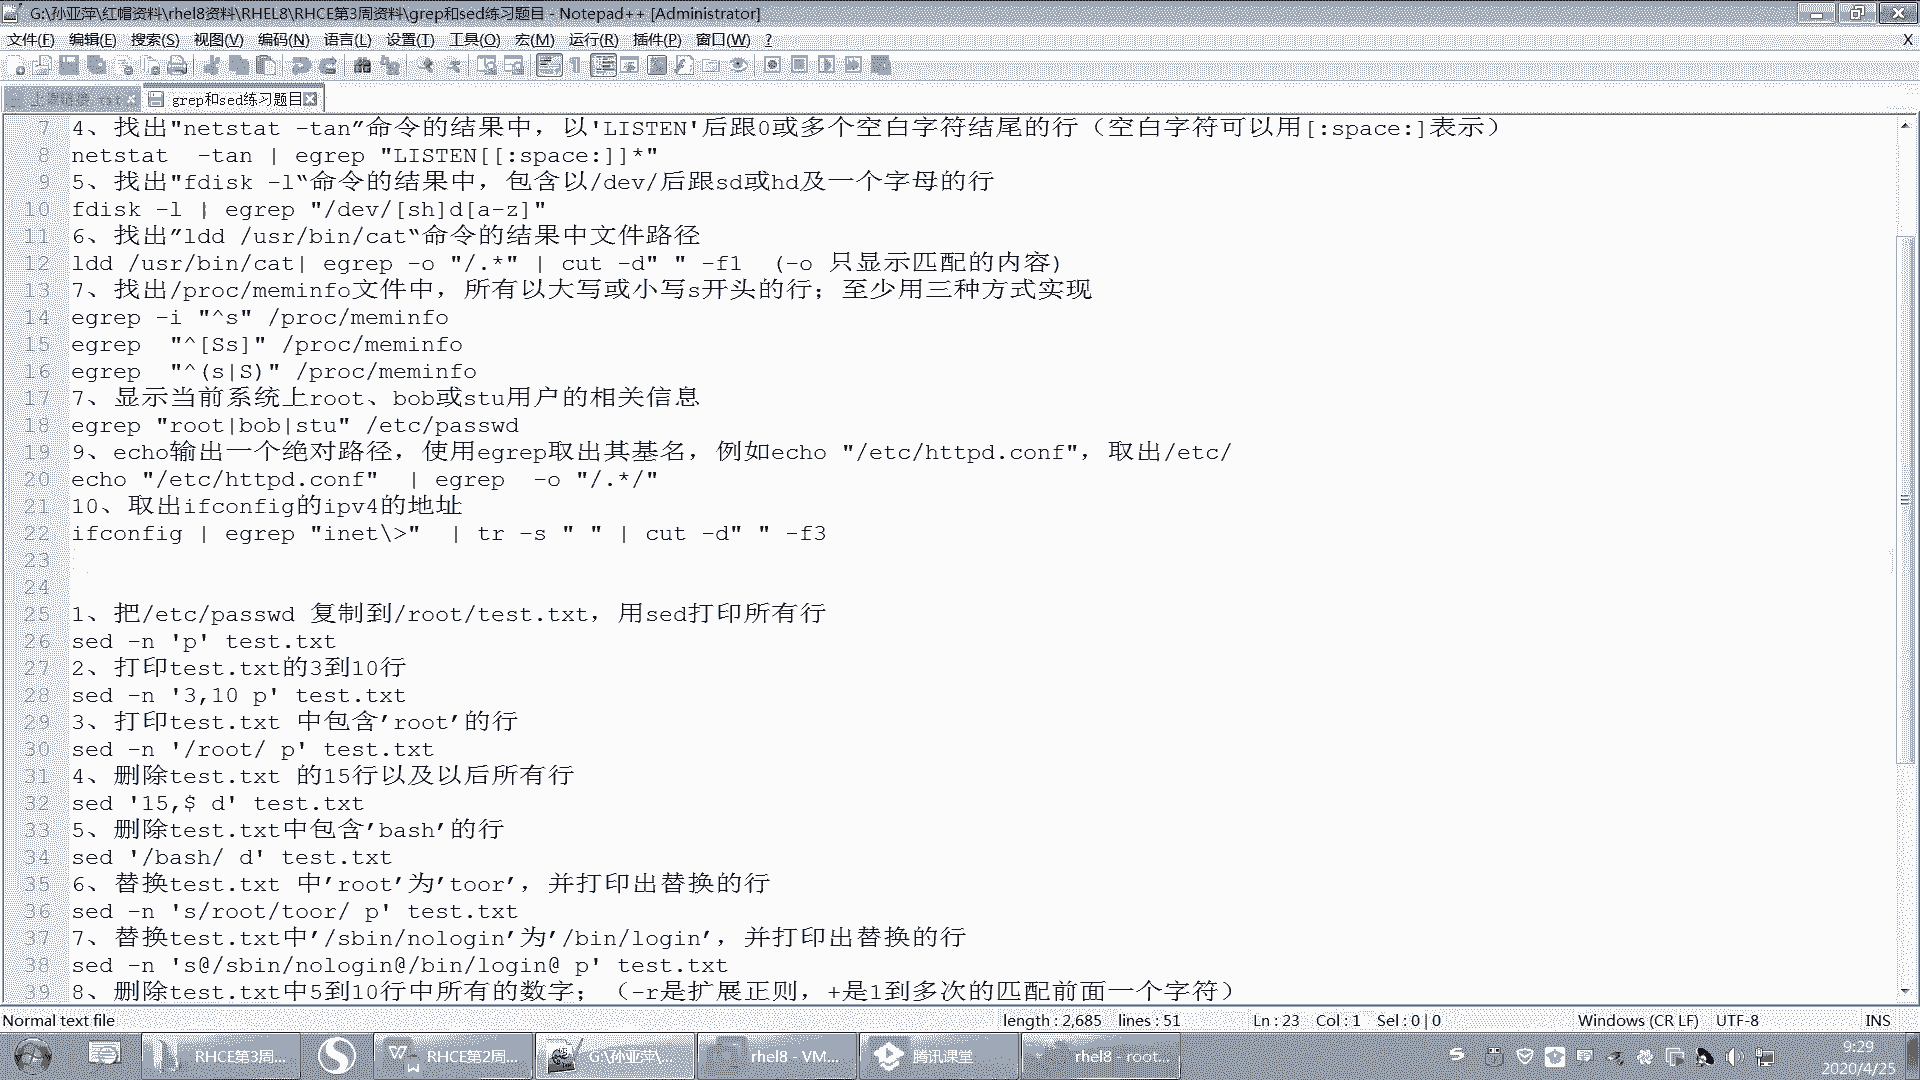 G:\孙亚萍\红帽资料\rhel8资料\RHEL8\RHCE第3周资料\grep和sed练习题目 - Notepad++ [Administrator]
文件(F) 编辑(E) 搜索(S) 视图(V) 编码(N) 语言(L) 设置(T) 工具(O) 宏(M) 运行(R) 插件(P) 窗口(W) ? X
grep和sed练习题目
7 4、找出"netstat -tan"命令的结果中，以'LISTEN'后跟0或多个空白字符结尾的行（空白字符可以用[:space:]表示）
8 netstat  -tan | egrep "LISTEN[[:space:]]*"
9 5、找出"fdisk -l“命令的结果中，包含以/dev/后跟sd或hd及一个字母的行
10 fdisk -l | egrep "/dev/[sh]d[a-z]"
11 6、找出”ldd /usr/bin/cat“命令的结果中文件路径
12 ldd /usr/bin/cat| egrep -o "/.*" | cut -d" " -f1  (-o 只显示匹配的内容)
13 7、找出/proc/meminfo文件中，所有以大写或小写s开头的行；至少用三种方式实现
14 egrep -i "^s" /proc/meminfo
15 egrep  "^[Ss]" /proc/meminfo
16 egrep  "^(s|S)" /proc/meminfo
17 7、显示当前系统上root、bob或stu用户的相关信息
18 egrep "root|bob|stu" /etc/passwd
19 9、echo输出一个绝对路径，使用egrep取出其基名，例如echo "/etc/httpd.conf"，取出/etc/
20 echo "/etc/httpd.conf"  | egrep  -o "/.*/"
21 10、取出ifconfig的ipv4的地址
22 ifconfig | egrep "inet\>"  | tr -s " " | cut -d" " -f3
23
24
25 1、把/etc/passwd 复制到/root/test.txt，用sed打印所有行
26 sed -n 'p' test.txt
27 2、打印test.txt的3到10行
28 sed -n '3,10 p' test.txt
29 3、打印test.txt 中包含’root’的行
30 sed -n '/root/ p' test.txt
31 4、删除test.txt 的15行以及以后所有行
32 sed '15,$ d' test.txt
33 5、删除test.txt中包含’bash’的行
34 sed '/bash/ d' test.txt
35 6、替换test.txt 中’root’为’toor’，并打印出替换的行
36 sed -n 's/root/toor/ p' test.txt
37 7、替换test.txt中’/sbin/nologin’为’/bin/login’，并打印出替换的行
38 sed -n 's@/sbin/nologin@/bin/login@ p' test.txt
39 8、删除test.txt中5到10行中所有的数字；（-r是扩展正则，+是1到多次的匹配前面一个字符）
Normal text file length : 2,685 lines : 51 Ln : 23 Col : 1 Sel : 0 | 0 Windows (CR LF) UTF-8 INS
RHCE第3周... RHCE第2周... G:\孙亚萍\... rhel8 - VM... 腾讯课堂 rhel8 - root... 9:29
2020/4/25